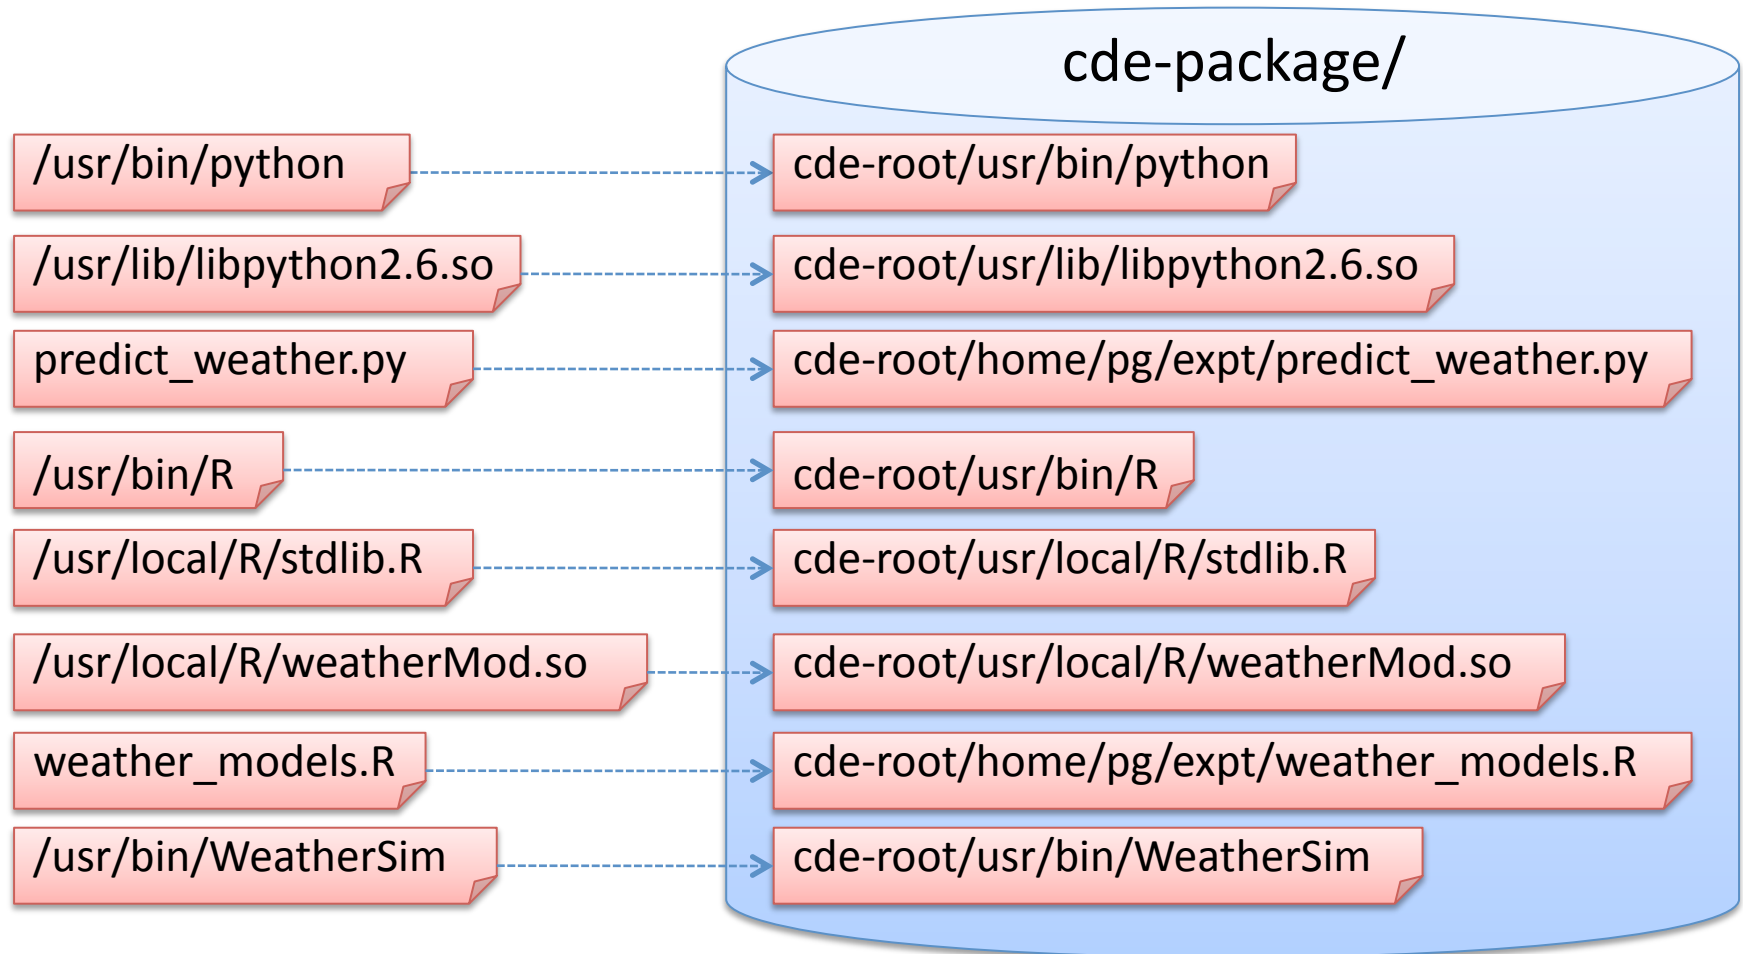 cde-package/
/usr/bin/python
cde-root/usr/bin/python
/usr/lib/libpython2.6.so
cde-root/usr/lib/libpython2.6.so
predict_weather.py
cde-root/home/pg/expt/predict_weather.py
/usr/bin/R
cde-root/usr/bin/R
/usr/local/R/stdlib.R
cde-root/usr/local/R/stdlib.R
/usr/local/R/weatherMod.so
cde-root/usr/local/R/weatherMod.so
weather_models.R
cde-root/home/pg/expt/weather_models.R
/usr/bin/WeatherSim
cde-root/usr/bin/WeatherSim